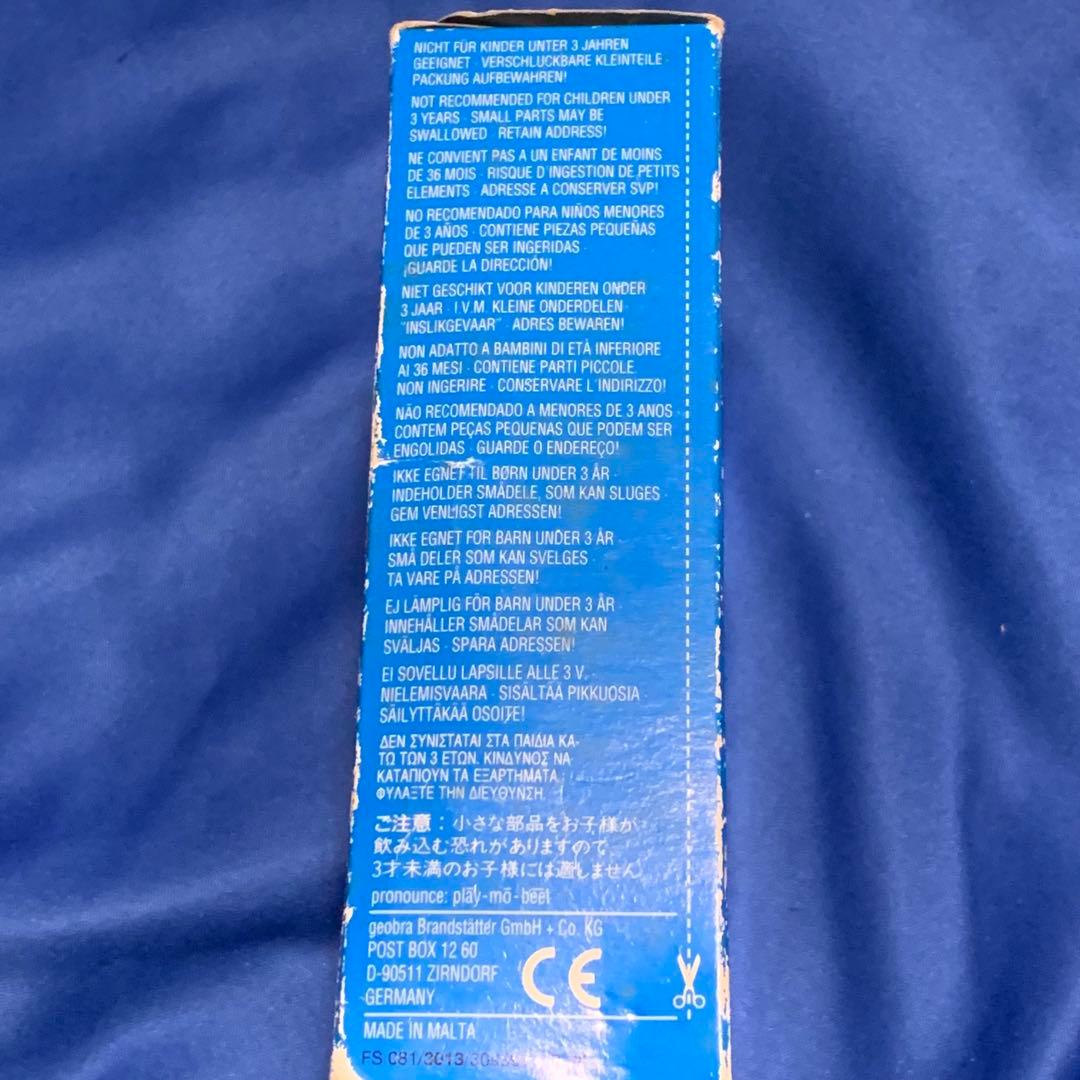 NICHT FÜR KINDER UNTER 3 JAHREN
GEEIGNET · VERSCHLUCKBARE KLEINTEILE ·
PACKUNG AUFBEWAHREN!
NOT RECOMMENDED FOR CHILDREN UNDER
3 YEARS · SMALL PARTS MAY BE
SWALLOWED · RETAIN ADDRESS!
NE CONVIENT PAS A UN ENFANT DE MOINS
DE 36 MOIS · RISQUE D'INGESTION DE PETITS
ELEMENTS · ADRESSE A CONSERVER SVP!
NO RECOMENDADO PARA NIÑOS MENORES
DE 3 AÑOS · CONTIENE PIEZAS PEQUEÑAS
QUE PUEDEN SER INGERIDAS ·
¡GUARDE LA DIRECCIÓN!
NIET GESCHIKT VOOR KINDEREN ONDER
3 JAAR · I.V.M. KLEINE ONDERDELEN
"INSLIKGEVAAR" · ADRES BEWAREN!
NON ADATTO A BAMBINI DI ETÀ INFERIORE
AI 36 MESI · CONTIENE PARTI PICCOLE.
NON INGERIRE · CONSERVARE L'INDIRIZZO!
NÃO RECOMENDADO A MENORES DE 3 ANOS
CONTEM PEÇAS PEQUENAS QUE PODEM SER
ENGOLIDAS · GUARDE O ENDEREÇO!
IKKE EGNET TIL BØRN UNDER 3 ÅR ·
INDEHOLDER SMÅDELE, SOM KAN SLUGES ·
GEM VENLIGST ADRESSEN!
IKKE EGNET FOR BARN UNDER 3 ÅR ·
SMÅ DELER SOM KAN SVELGES ·
TA VARE PÅ ADRESSEN!
EJ LÄMPLIG FÖR BARN UNDER 3 ÅR ·
INNEHÅLLER SMÅDELAR SOM KAN
SVÄLJAS · SPARA ADRESSEN!
EI SOVELLU LAPSILLE ALLE 3 V. ·
NIELEMISVAARA · SISÄLTÄÄ PIKKUOSIA ·
SÄILYTTÄKÄÄ OSOITE!
ΔΕΝ ΣΥΝΙΣΤΑΤΑΙ ΣΤΑ ΠΑΙΔΙΑ ΚΑ-
ΤΩ ΤΩΝ 3 ΕΤΩΝ. ΚΙΝΔΥΝΟΣ ΝΑ
ΚΑΤΑΠΙΟΥΝ ΤΑ ΕΞΑΡΤΗΜΑΤΑ.
ΦΥΛΑΞΤΕ ΤΗΝ ΔΙΕΥΘΥΝΣΗ.
ご注意：小さな部品をお子様が
飲み込む恐れがありますので
3才未満のお子様には適しません。
pronounce: plāy-mō-bēēl
geobra Brandstätter GmbH + Co. KG
POST BOX 12 60
D-90511 ZIRNDORF
GERMANY
CE
MADE IN MALTA
FS 081/3013